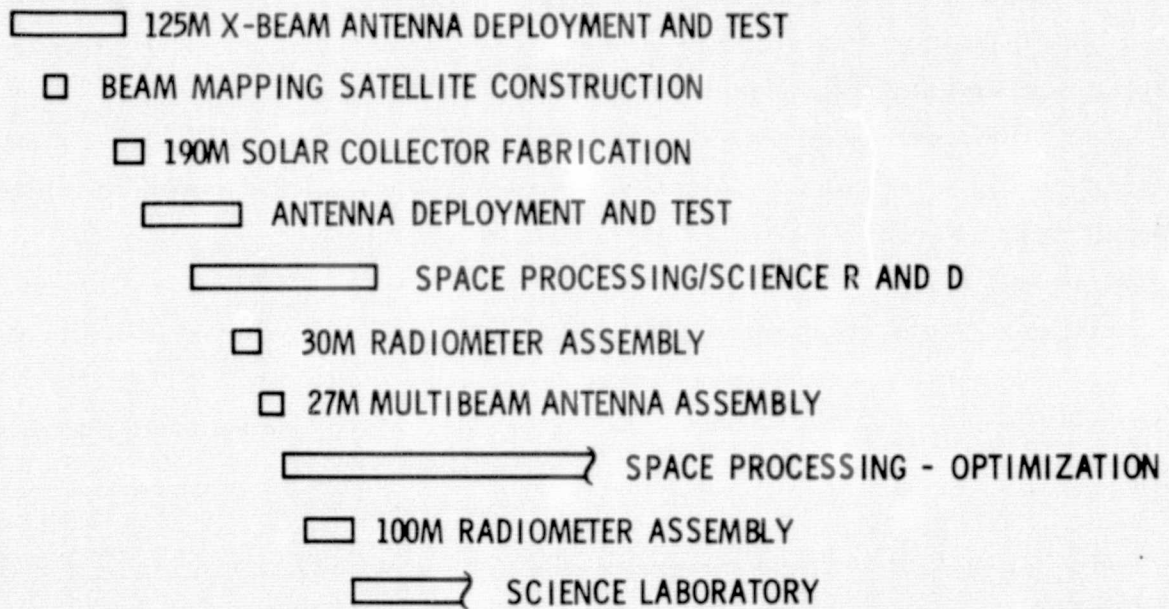 125M X-BEAM ANTENNA DEPLOYMENT AND TEST
BEAM MAPPING SATELLITE CONSTRUCTION
190M SOLAR COLLECTOR FABRICATION
ANTENNA DEPLOYMENT AND TEST
SPACE PROCESSING/SCIENCE R AND D
30M RADIOMETER ASSEMBLY
27M MULTIBEAM ANTENNA ASSEMBLY
SPACE PROCESSING - OPTIMIZATION
100M RADIOMETER ASSEMBLY
SCIENCE LABORATORY